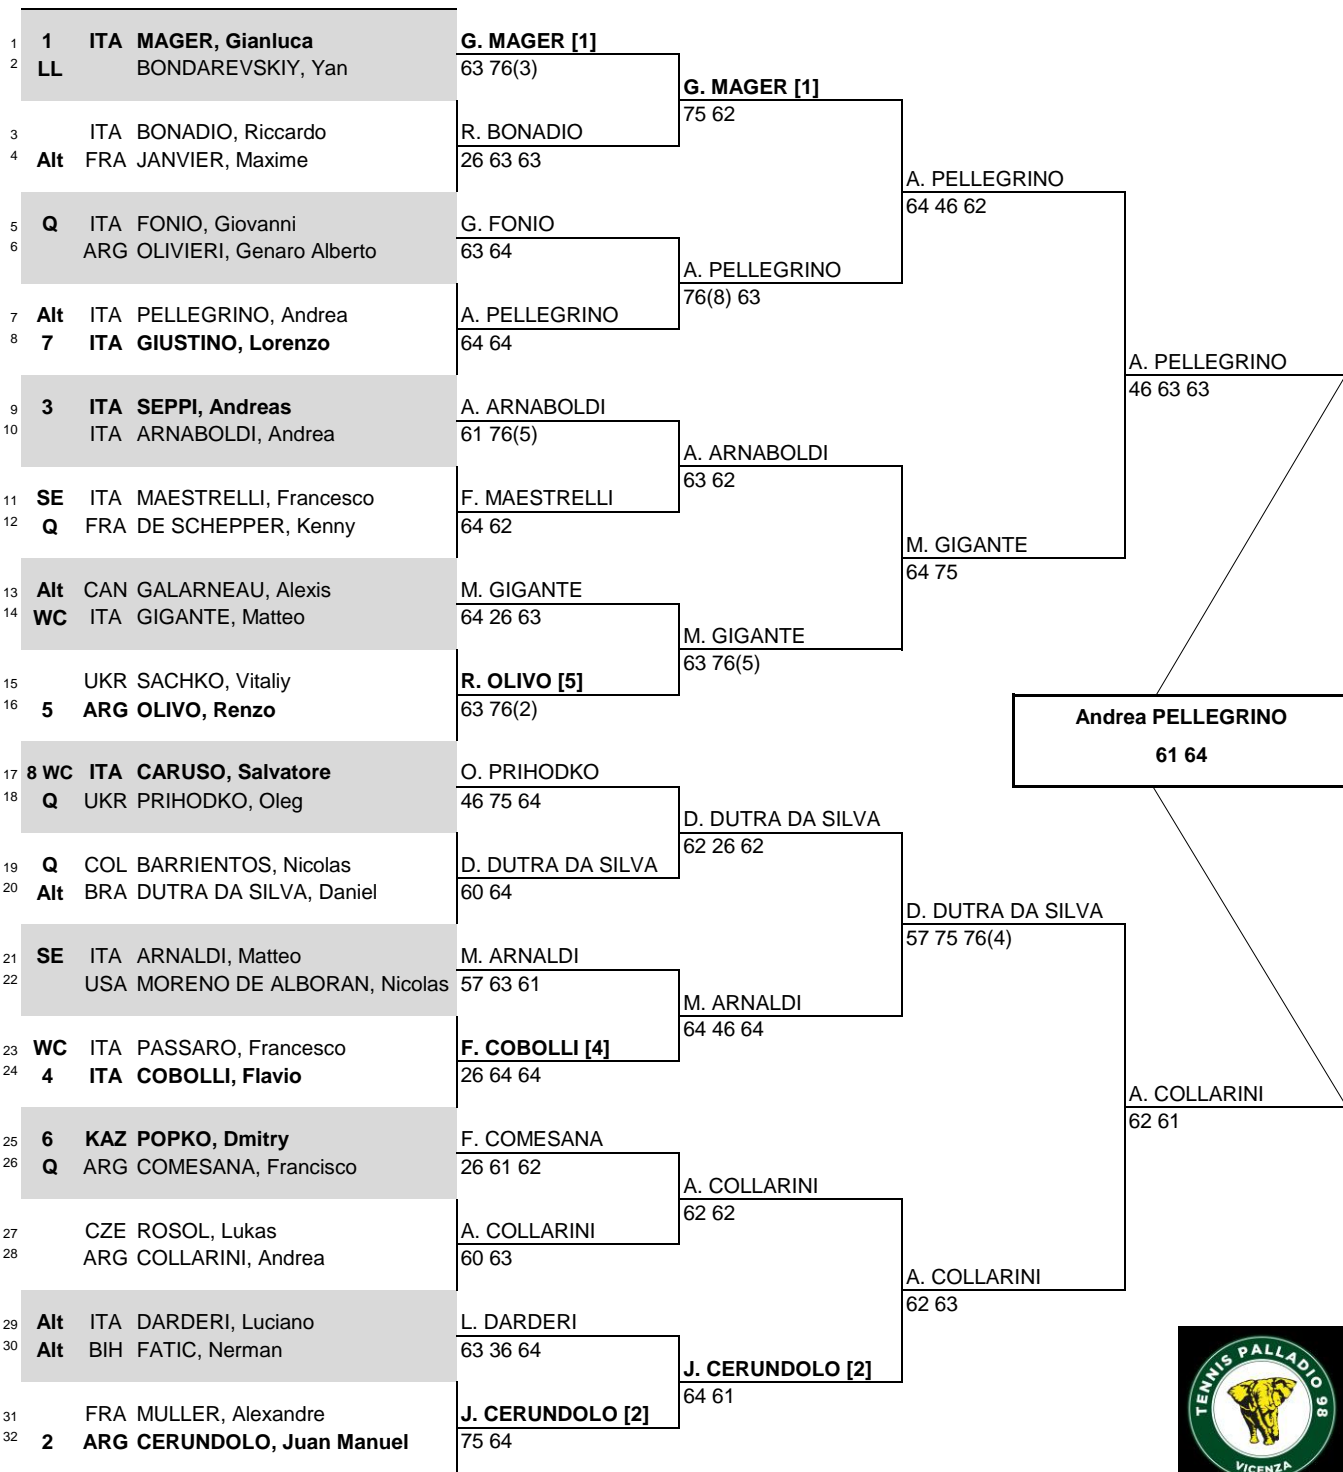 1 1 ITA MAGER, Gianluca
2 LL BONDAREVSKIY, Yan
3 ITA BONADIO, Riccardo
4 Alt FRA JANVIER, Maxime
5 Q ITA FONIO, Giovanni
6 ARG OLIVIERI, Genaro Alberto
7 Alt ITA PELLEGRINO, Andrea
8 7 ITA GIUSTINO, Lorenzo
9 3 ITA SEPPI, Andreas
10 ITA ARNABOLDI, Andrea
11 SE ITA MAESTRELLI, Francesco
12 Q FRA DE SCHEPPER, Kenny
13 Alt CAN GALARNEAU, Alexis
14 WC ITA GIGANTE, Matteo
15 UKR SACHKO, Vitaliy
16 5 ARG OLIVO, Renzo
17 8 WC ITA CARUSO, Salvatore
18 Q UKR PRIHODKO, Oleg
19 Q COL BARRIENTOS, Nicolas
20 Alt BRA DUTRA DA SILVA, Daniel
21 SE ITA ARNALDI, Matteo
22 USA MORENO DE ALBORAN, Nicolas
23 WC ITA PASSARO, Francesco
24 4 ITA COBOLLI, Flavio
25 6 KAZ POPKO, Dmitry
26 Q ARG COMESANA, Francisco
27 CZE ROSOL, Lukas
28 ARG COLLARINI, Andrea
29 Alt ITA DARDERI, Luciano
30 Alt BIH FATIC, Nerman
31 FRA MULLER, Alexandre
32 2 ARG CERUNDOLO, Juan Manuel
G. MAGER [1]
63 76(3)
R. BONADIO
26 63 63
G. FONIO
63 64
A. PELLEGRINO
64 64
A. ARNABOLDI
61 76(5)
F. MAESTRELLI
64 62
M. GIGANTE
64 26 63
R. OLIVO [5]
63 76(2)
O. PRIHODKO
46 75 64
D. DUTRA DA SILVA
60 64
M. ARNALDI
57 63 61
F. COBOLLI [4]
26 64 64
F. COMESANA
26 61 62
A. COLLARINI
60 63
L. DARDERI
63 36 64
J. CERUNDOLO [2]
75 64
G. MAGER [1]
75 62
A. PELLEGRINO
76(8) 63
A. ARNABOLDI
63 62
M. GIGANTE
63 76(5)
D. DUTRA DA SILVA
62 26 62
M. ARNALDI
64 46 64
A. COLLARINI
62 62
J. CERUNDOLO [2]
64 61
A. PELLEGRINO
64 46 62
M. GIGANTE
64 75
D. DUTRA DA SILVA
57 75 76(4)
A. COLLARINI
62 63
A. PELLEGRINO
46 63 63
A. COLLARINI
62 61
Andrea PELLEGRINO
61 64
TENNIS PALLADIO 98
VICENZA